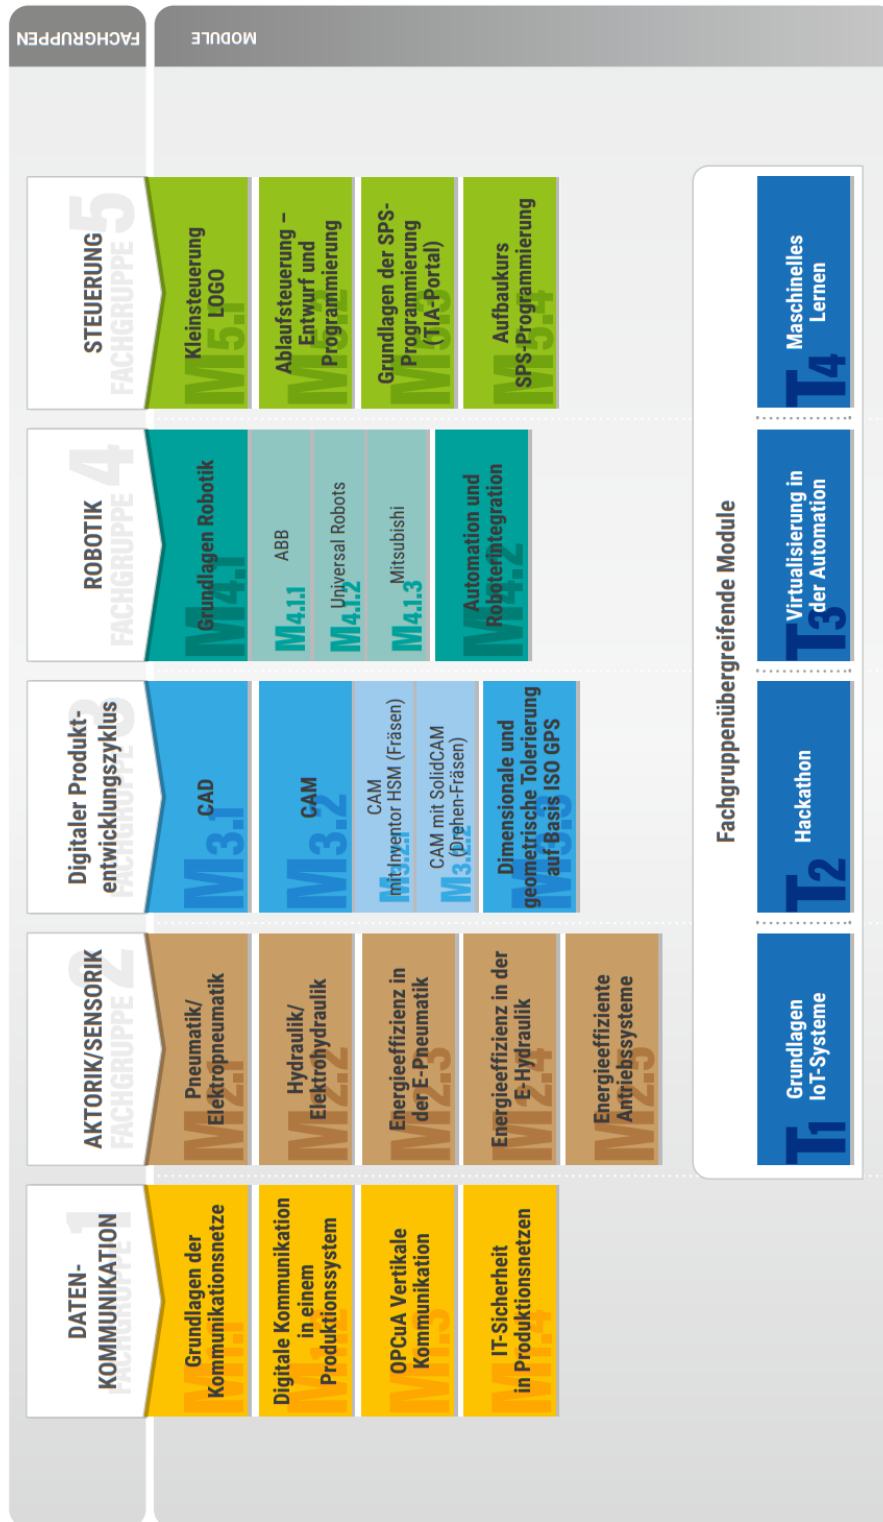 FACHGRUPPEN
MODULE
FACHGRUPPE 1
DATEN-
KOMMUNIKATION
M1.1
Grundlagen der
Kommunikationsnetze
M1.2
Digitale Kommunikation
in einem
Produktionssystem
M1.3
OPCuA Vertikale
Kommunikation
M1.4
IT-Sicherheit
in Produktionsnetzen
FACHGRUPPE 2
AKTORIK/SENSORIK
M2.1
Pneumatik/
Elektropneumatik
M2.2
Hydraulik/
Elektrohydraulik
M2.3
Energieeffizienz in
der E-Pneumatik
M2.4
Energieeffizienz in der
E-Hydraulik
M2.5
Energieeffiziente
Antriebssysteme
FACHGRUPPE 3
Digitaler Produkt-
entwicklungszyklus
M3.1
CAD
M3.2
CAM
M3.2.1
CAM
mit Inventor HSM (Fräsen)
M3.2.2
CAM mit SolidCAM
(Drehen-Fräsen)
M3.3
Dimensionale und
geometrische Tolerierung
auf Basis ISO GPS
FACHGRUPPE 4
ROBOTIK
M4.1
Grundlagen Robotik
M4.1.1
ABB
M4.1.2
Universal Robots
M4.1.3
Mitsubishi
M4.2
Automation und
Roboterintegration
FACHGRUPPE 5
STEUERUNG
M5.1
Kleinsteuerung
LOGO
M5.2
Ablaufsteuerung –
Entwurf und
Programmierung
M5.3
Grundlagen der SPS-
Programmierung
(TIA-Portal)
M5.4
Aufbaukurs
SPS-Programmierung
Fachgruppenübergreifende Module
T1
Grundlagen
IoT-Systeme
T2
Hackathon
T3
Virtualisierung in
der Automation
T4
Maschinelles
Lernen